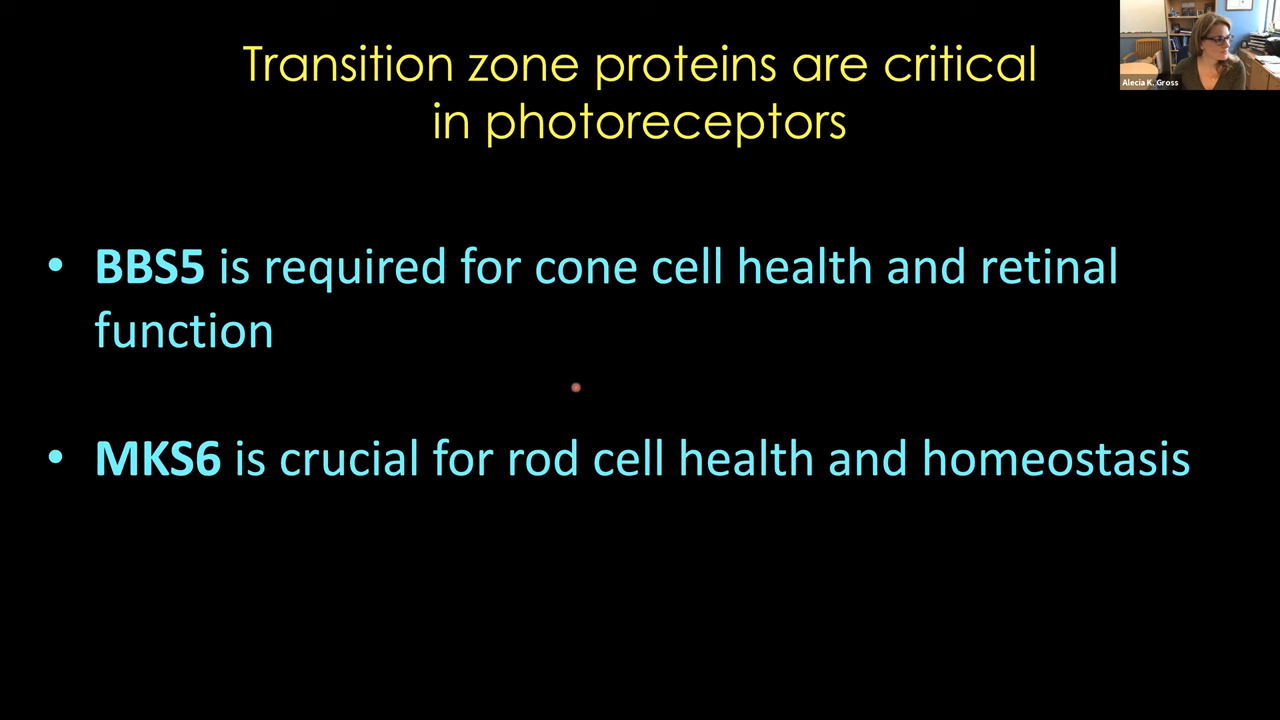 Transition zone proteins are critical
in photoreceptors
Alecia K. Gross
• BBS5 is required for cone cell health and retinal
function
• MKS6 is crucial for rod cell health and homeostasis